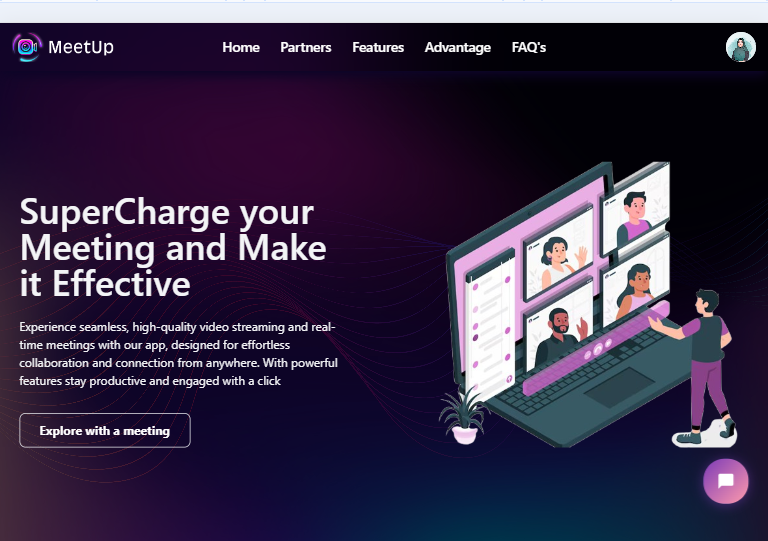 MeetUp
Home Partners Features Advantage FAQ's
SuperCharge your
Meeting and Make
it Effective
Experience seamless, high-quality video streaming and real-
time meetings with our app, designed for effortless
collaboration and connection from anywhere. With powerful
features stay productive and engaged with a click
Explore with a meeting